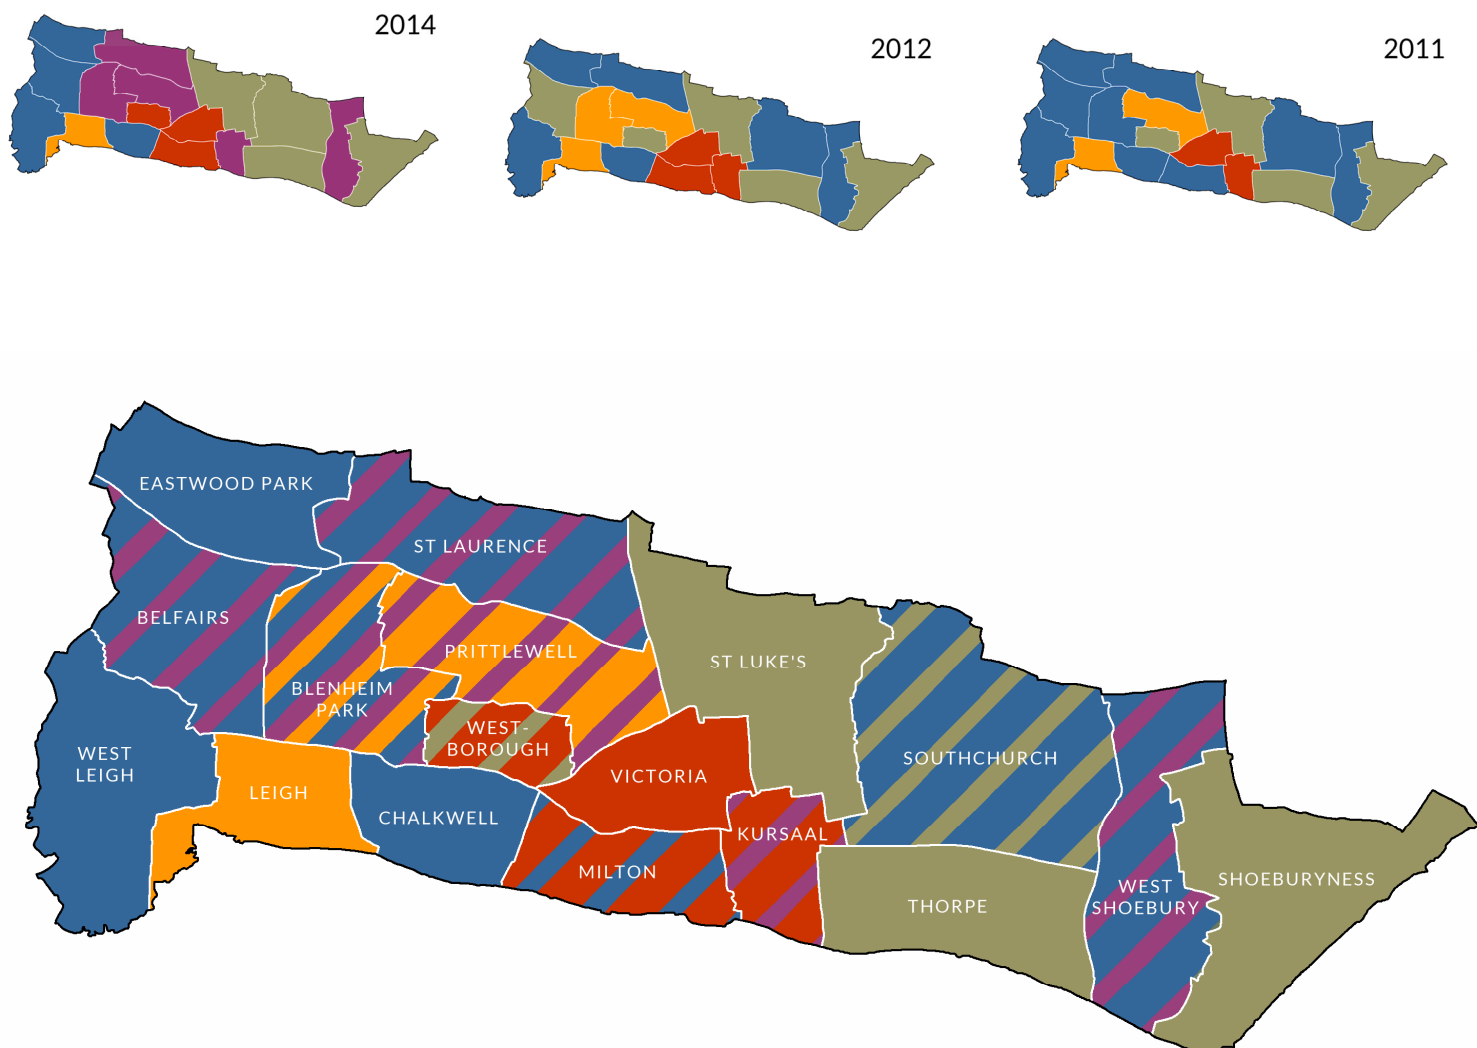 2014
2012
2011
EASTWOOD PARK
ST LAURENCE
BELFAIRS
PRITTLEWELL
ST LUKE'S
BLENHEIM
PARK
WEST-
BOROUGH
WEST
LEIGH
VICTORIA
SOUTHCHURCH
LEIGH
CHALKWELL
KURSAAL
MILTON
THORPE
WEST
SHOEBURY
SHOEBURYNESS